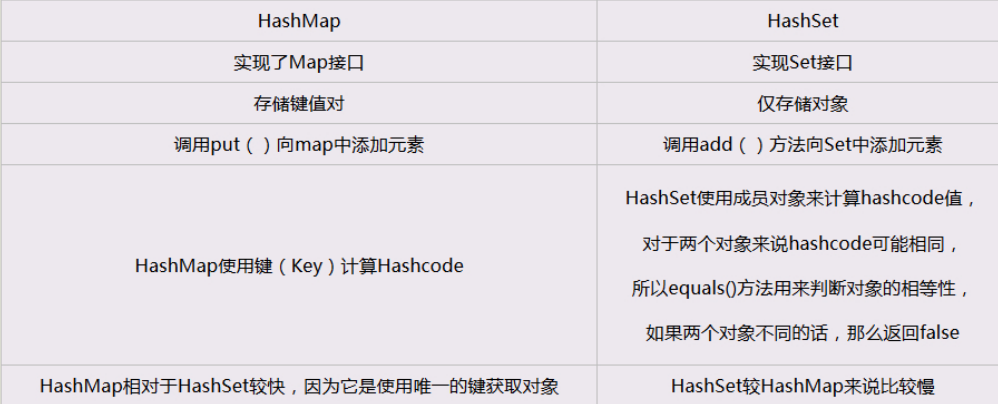 HashMap
HashSet
实现了Map接口
实现Set接口
存储键值对
仅存储对象
调用put（）向map中添加元素
调用add（）方法向Set中添加元素
HashMap使用键（Key）计算Hashcode
HashSet使用成员对象来计算hashcode值，
对于两个对象来说hashcode可能相同，
所以equals()方法用来判断对象的相等性，
如果两个对象不同的话，那么返回false
HashMap相对于HashSet较快，因为它是使用唯一的键获取对象
HashSet较HashMap来说比较慢